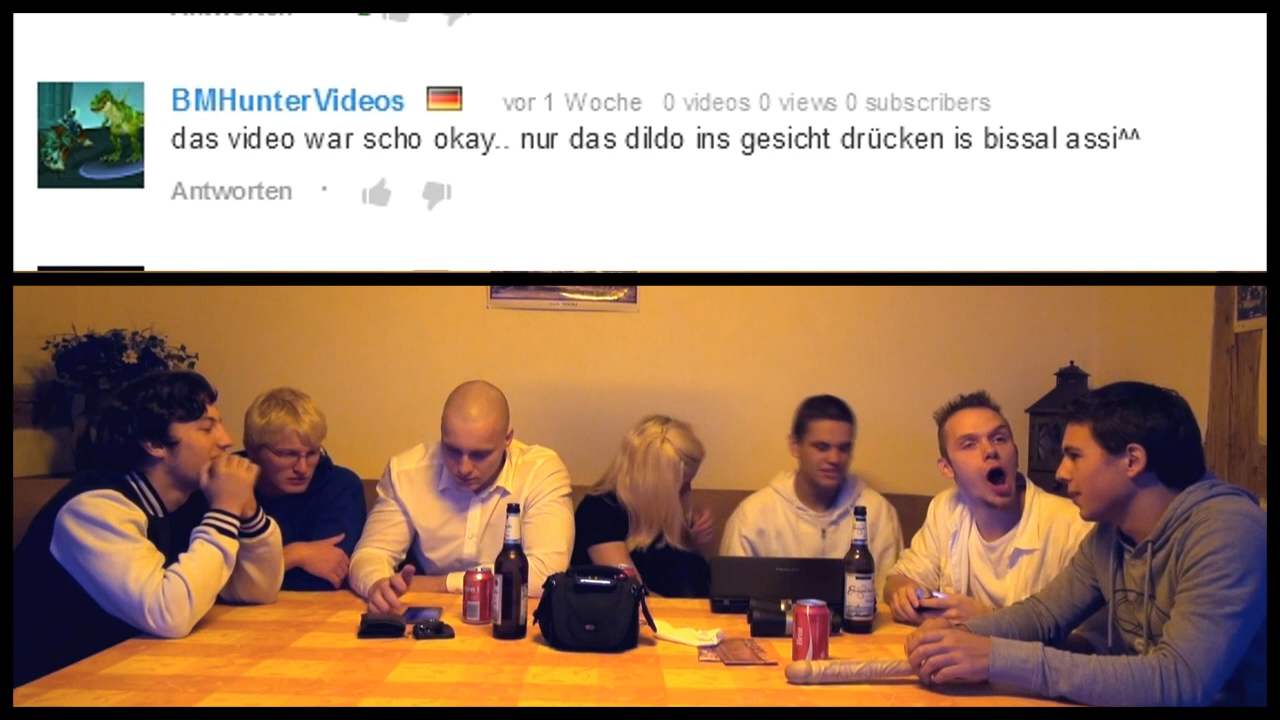 BMHunterVideos vor 1 Woche 0 videos 0 views 0 subscribers
das video war scho okay.. nur das dildo ins gesicht drücken is bissal assi^^
Antworten ·